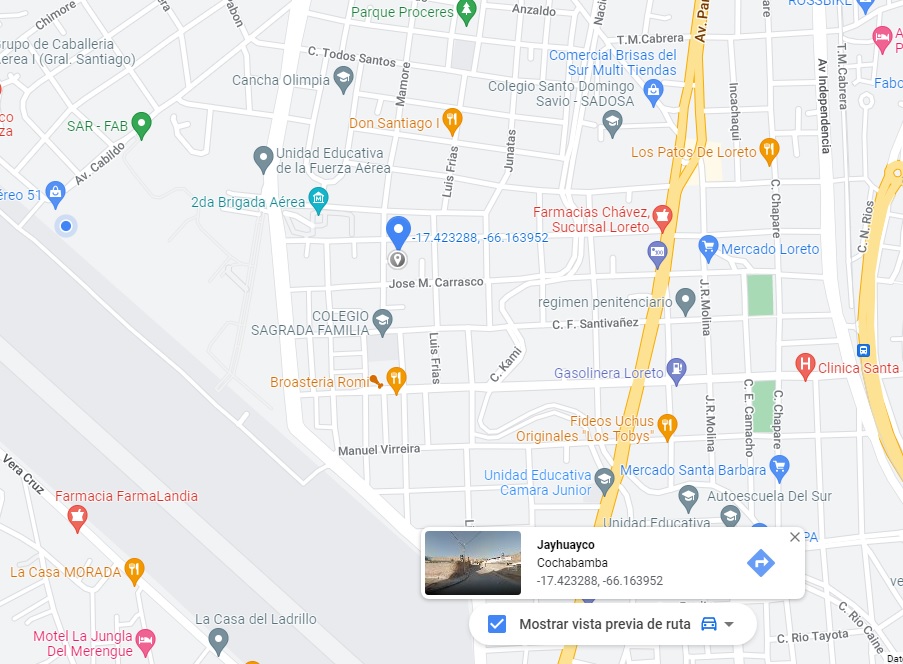 Chimore
Pabon
Parque Proceres
Anzaldo
Av. Pa
ROSSBIKE
T.M.Cabrera
rupo de Caballeria
Aerea I (Gral. Santiago)
C. Todos Santos
Mamore
Comercial Brisas del
Sur Multi Tiendas
T.M.Cabrera
Av Independencia
Cancha Olimpia
Colegio Santo Domingo
Savio - SADOSA
Incachaqui
SAR - FAB
Don Santiago I
Junatas
Los Patos De Loreto
Av. Cabildo
Unidad Educativa
de la Fuerza Aérea
Luis Frias
C. Chapare
éreo 51
2da Brigada Aérea
Farmacias Chávez,
Sucursal Loreto
C. N. Rios
-17.423288, -66.163952
Mercado Loreto
Jose M. Carrasco
regimen penitenciario
J.R.Molina
COLEGIO
SAGRADA FAMILIA
C. F. Santivañez
Luis Frias
C. Kami
Broasteria Romi
Gasolinera Loreto
Clinica Santa
C. E. Camacho
C. Chapare
J.R.Molina
Fideos Uchus
Originales "Los Tobys"
Manuel Virreira
Vera Cruz
Unidad Educativa
Camara Junior
Mercado Santa Barbara
Farmacia FarmaLandia
Autoescuela Del Sur
Unidad Educativa
PA
Jayhuayco
Cochabamba
-17.423288, -66.163952
La Casa MORADA
ve
La Casa del Ladrillo
Mostrar vista previa de ruta
C. Rio Caine
Motel La Jungla
Del Merengue
C. Rio Tayota
Dat